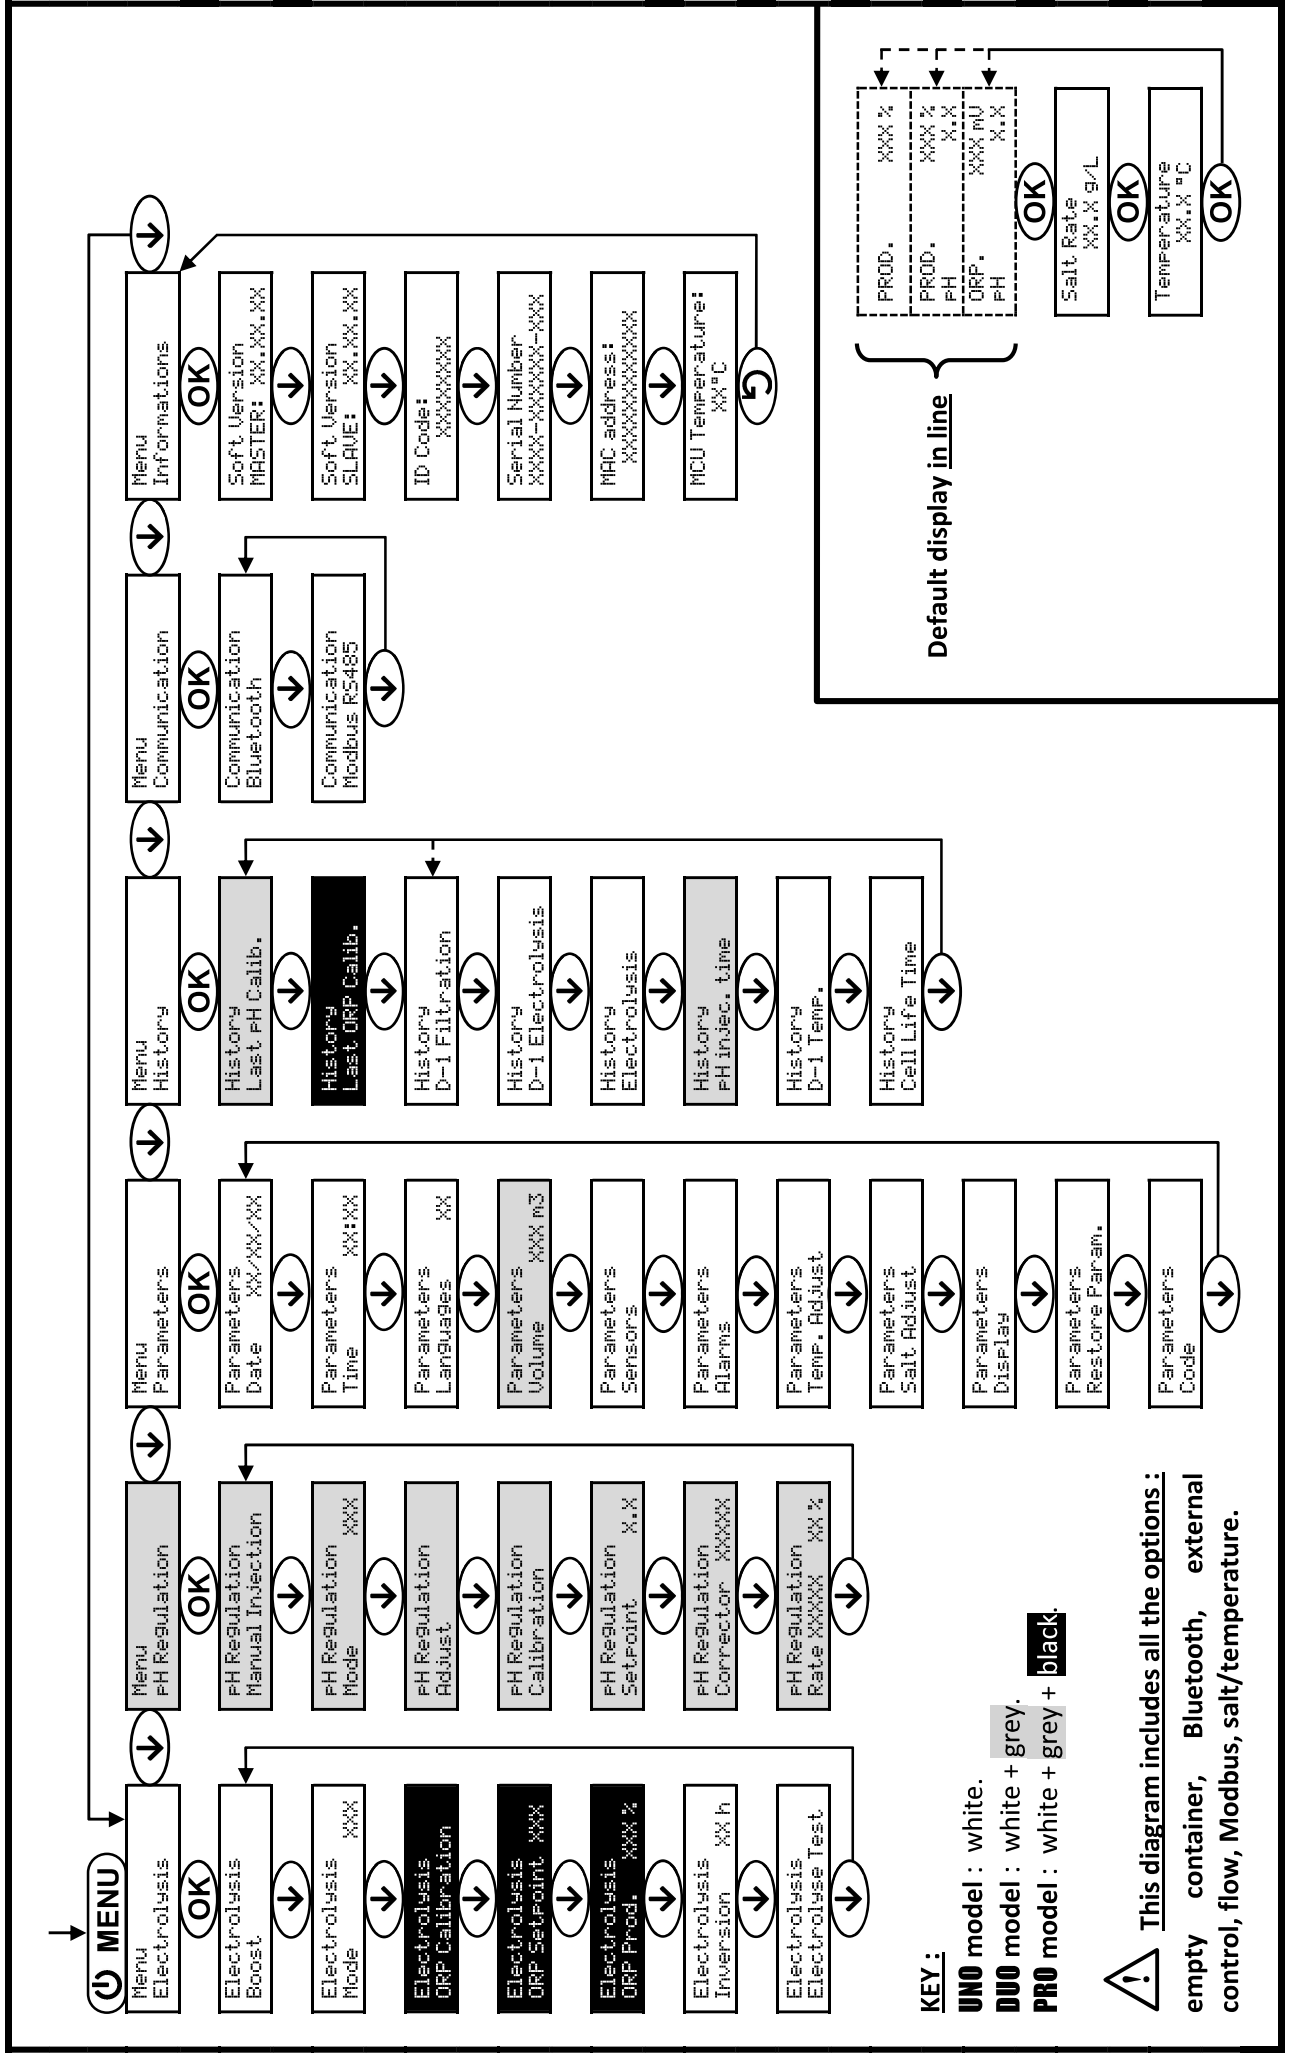 MENU
Menu
Electrolysis
OK
Electrolysis
Boost
Electrolysis
Mode XXX
Electrolysis
ORP Calibration
Electrolysis
ORP Setpoint XXX
Electrolysis
ORP Prod. XXX %
Electrolysis
Inversion XX h
Electrolysis
Electrolyse Test
Menu
pH Regulation
OK
pH Regulation
Manual Injection
pH Regulation
Mode XXX
pH Regulation
Adjust
pH Regulation
Calibration
pH Regulation
Setpoint X.X
pH Regulation
Corrector XXXXX
pH Regulation
Rate XXXXX XX %
Menu
Parameters
OK
Parameters
Date XX/XX/XX
Parameters
Time XX:XX
Parameters
Languages XX
Parameters
Volume XXX m3
Parameters
Sensors
Parameters
Alarms
Parameters
Temp. Adjust
Parameters
Salt Adjust
Parameters
Display
Parameters
Restore Param.
Parameters
Code
Menu
History
OK
History
Last pH Calib.
History
Last ORP Calib.
History
D-1 Filtration
History
D-1 Electrolysis
History
Electrolysis
History
pH injec. time
History
D-1 Temp.
History
Cell Life Time
Menu
Communication
OK
Communication
Bluetooth
Communication
Modbus RS485
Menu
Informations
OK
Soft Version
MASTER: XX.XX.XX
Soft Version
SLAVE: XX.XX.XX
ID Code:
XXXXXXXX
Serial Number
XXXX-XXXXXX-XXX
MAC address:
XXXXXXXXXXXX
MCU Temperature:
XX°C
KEY :
UNO model : white.
DUO model : white + grey.
PRO model : white + grey + black.
This diagram includes all the options :
empty container, Bluetooth, external
control, flow, Modbus, salt/temperature.
Default display in line
PROD. XXX %
PROD. XXX %
pH X.X
ORP. XXX mV
pH X.X
OK
Salt Rate
XX.X g/L
OK
Temperature
XX.X °C
OK